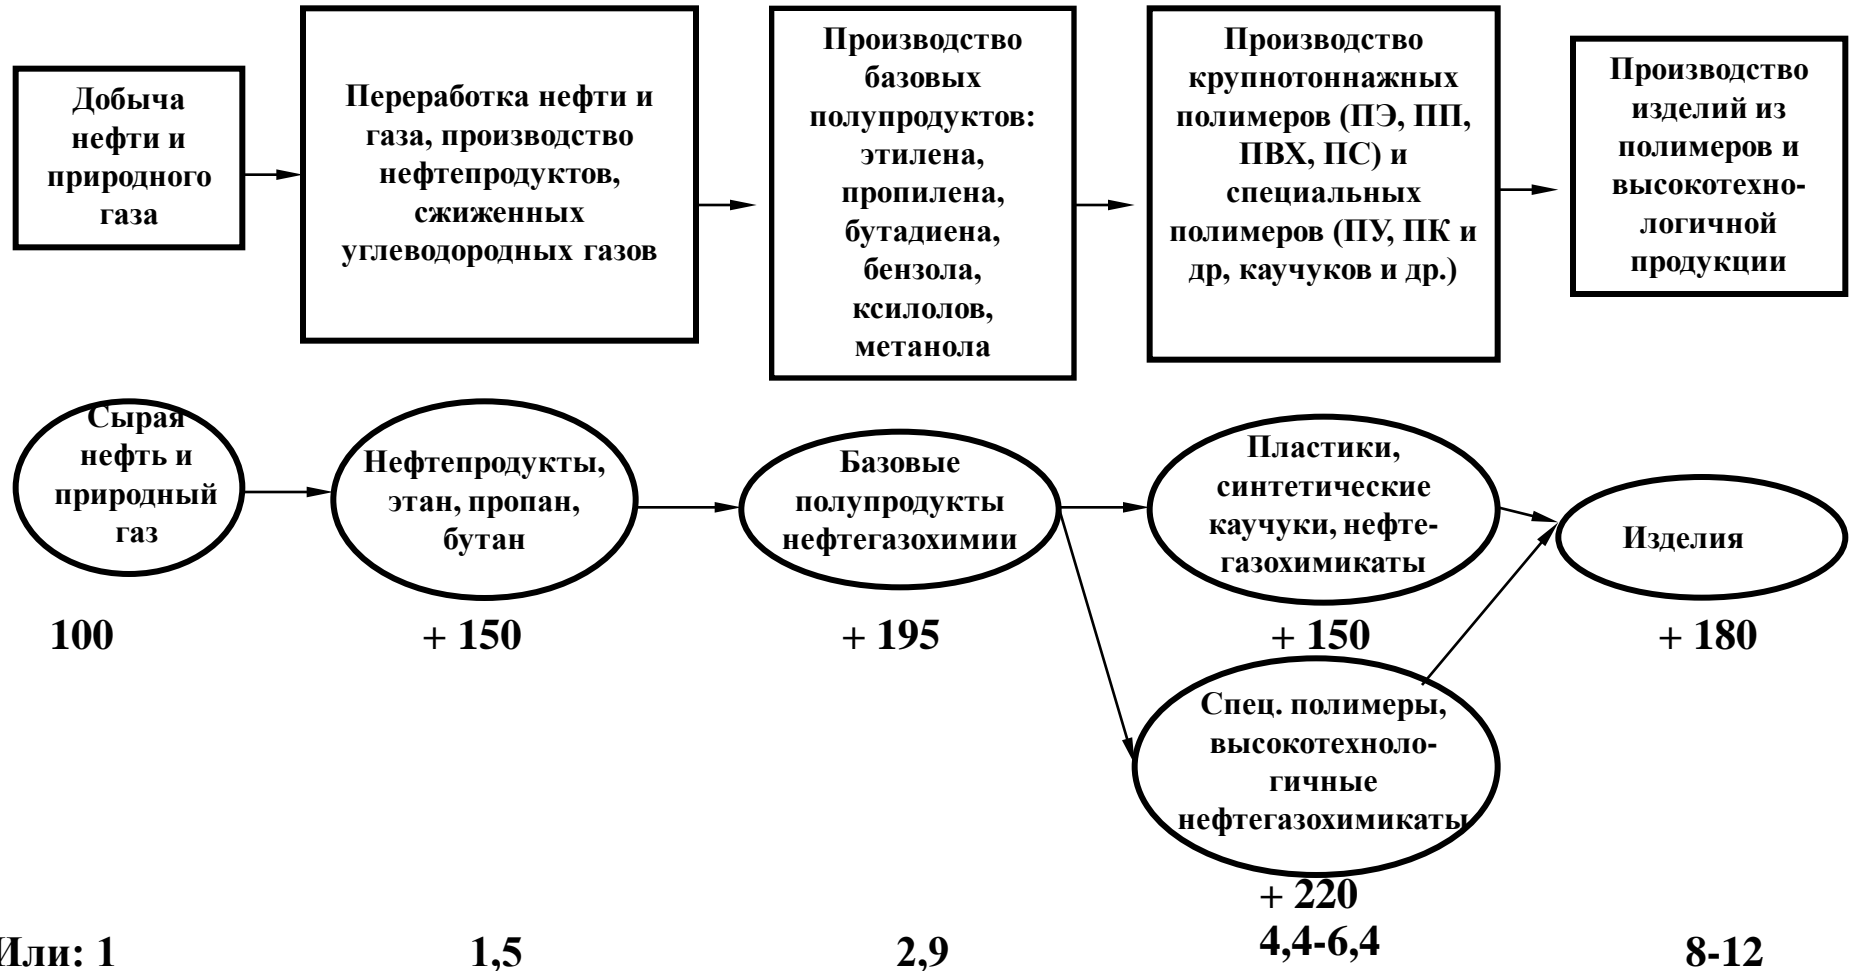 Добыча
нефти и
природного
газа
Переработка нефти и
газа, производство
нефтепродуктов,
сжиженных
углеводородных газов
Производство
базовых
полупродуктов:
этилена,
пропилена,
бутадиена,
бензола,
ксилолов,
метанола
Производство
крупнотоннажных
полимеров (ПЭ, ПП,
ПВХ, ПС) и
специальных
полимеров (ПУ, ПК и
др, каучуков и др.)
Производство
изделий из
полимеров и
высокотехно-
логичной
продукции
Сырая
нефть и
природный
газ
Нефтепродукты,
этан, пропан,
бутан
Базовые
полупродукты
нефтегазохимии
Пластики,
синтетические
каучуки, нефте-
газохимикаты
Изделия
100
+ 150
+ 195
+ 150
+ 180
Спец. полимеры,
высокотехноло-
гичные
нефтегазохимикаты
+ 220
Или: 1
1,5
2,9
4,4-6,4
8-12